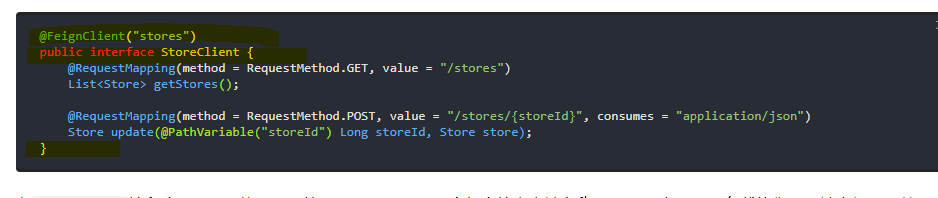 @FeignClient("stores")
public interface StoreClient {
@RequestMapping(method = RequestMethod.GET, value = "/stores")
List<Store> getStores();
@RequestMapping(method = RequestMethod.POST, value = "/stores/{storeId}", consumes = "application/json")
Store update(@PathVariable("storeId") Long storeId, Store store);
}